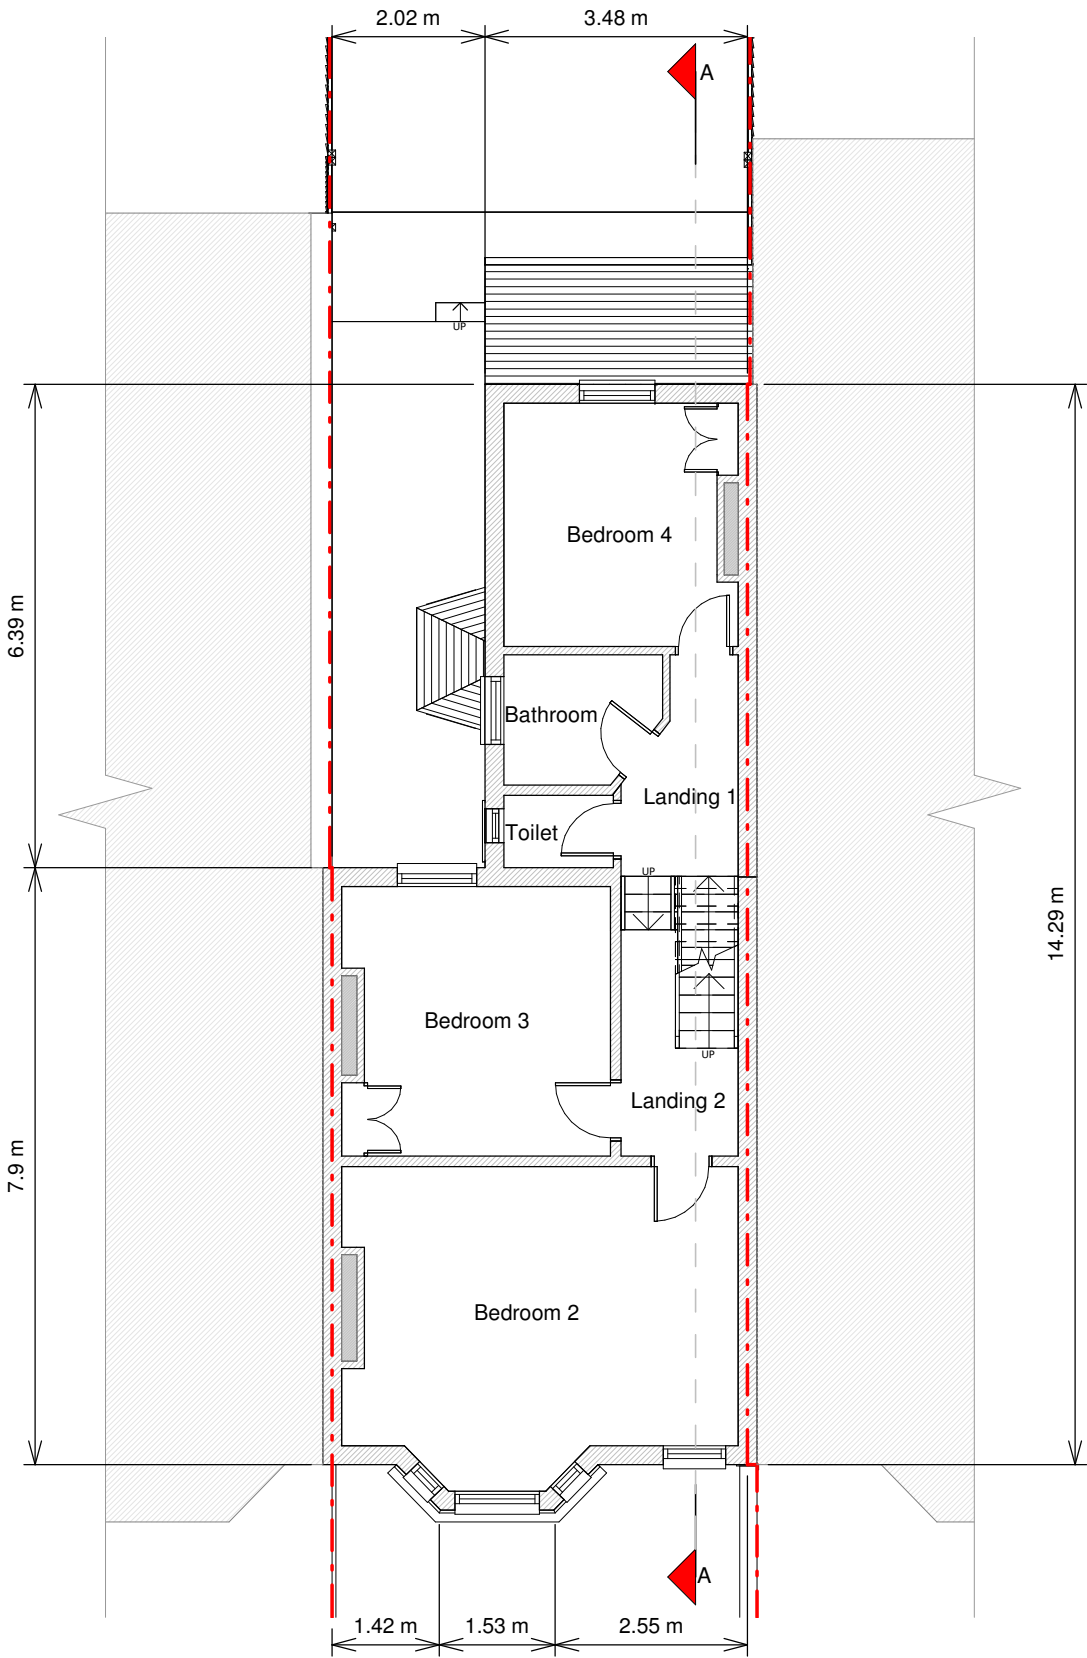 2.02 m
3.48 m
A
UP
Bedroom 4
6.39 m
Bathroom
Landing 1
Toilet
UP
14.29 m
Bedroom 3
UP
Landing 2
7.9 m
Bedroom 2
A
1.42 m
1.53 m
2.55 m